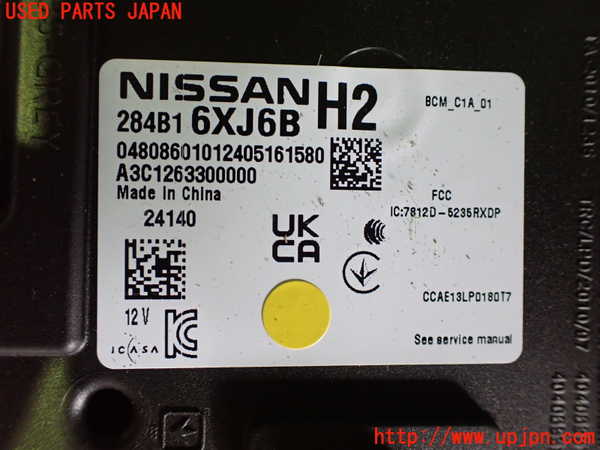 USED PARTS JAPAN
NISSAN H2
BCM_C1A_01
284B1 6XJ6B
04808601012405161580
A3C1263300000
Made in China
24140
FCC
IC:7812D-5235RXDP
UK
CA
CCAE13LP0180T7
12V
See service manual
ICASA
http://www.upjpn.com/